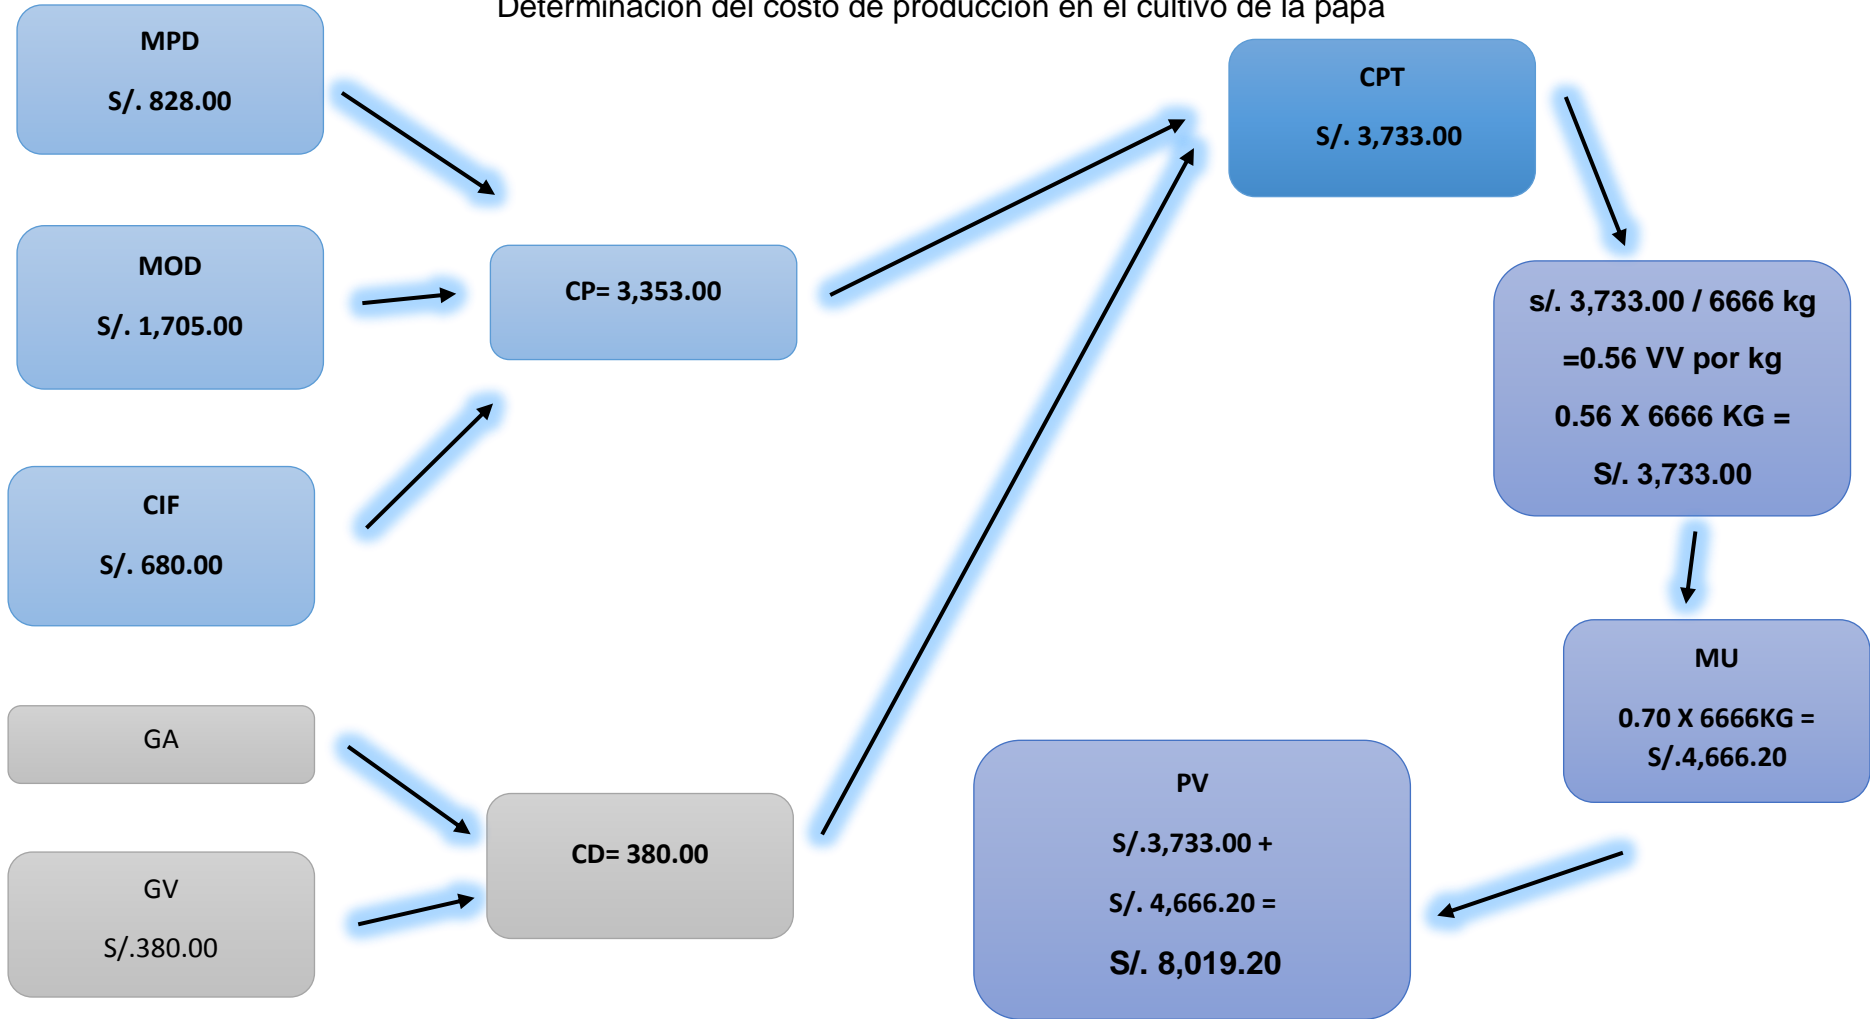 Determinación del costo de producción en el cultivo de la papa
MPD
S/. 828.00
MOD
S/. 1,705.00
CIF
S/. 680.00
GA
GV
S/.380.00
CP= 3,353.00
CD= 380.00
CPT
S/. 3,733.00
s/. 3,733.00 / 6666 kg
=0.56 VV por kg
0.56 X 6666 KG =
S/. 3,733.00
MU
0.70 X 6666KG =
S/.4,666.20
PV
S/.3,733.00 +
S/. 4,666.20 =
S/. 8,019.20